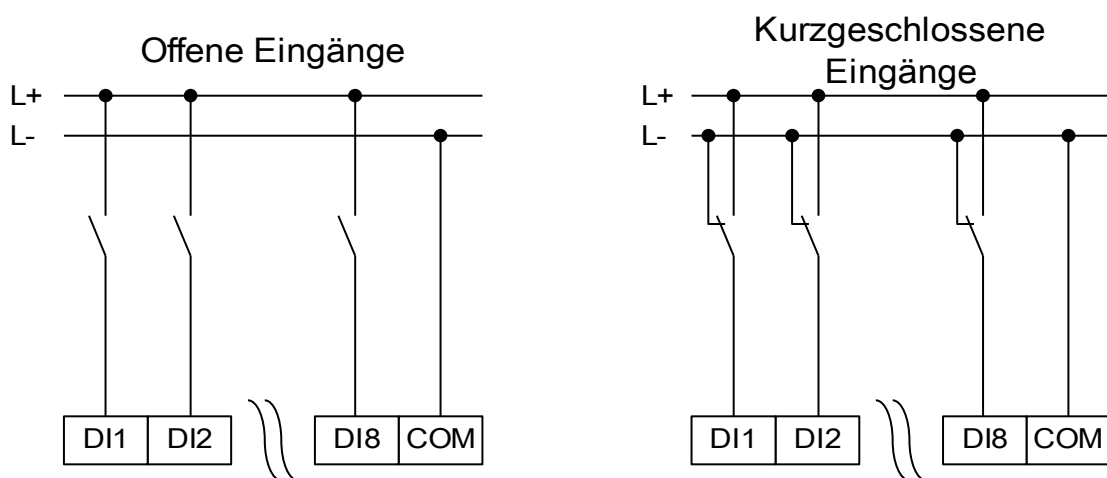 Offene Eingänge
L+
L-
DI1 DI2 DI8 COM
Kurzgeschlossene
Eingänge
L+
L-
DI1 DI2 DI8 COM